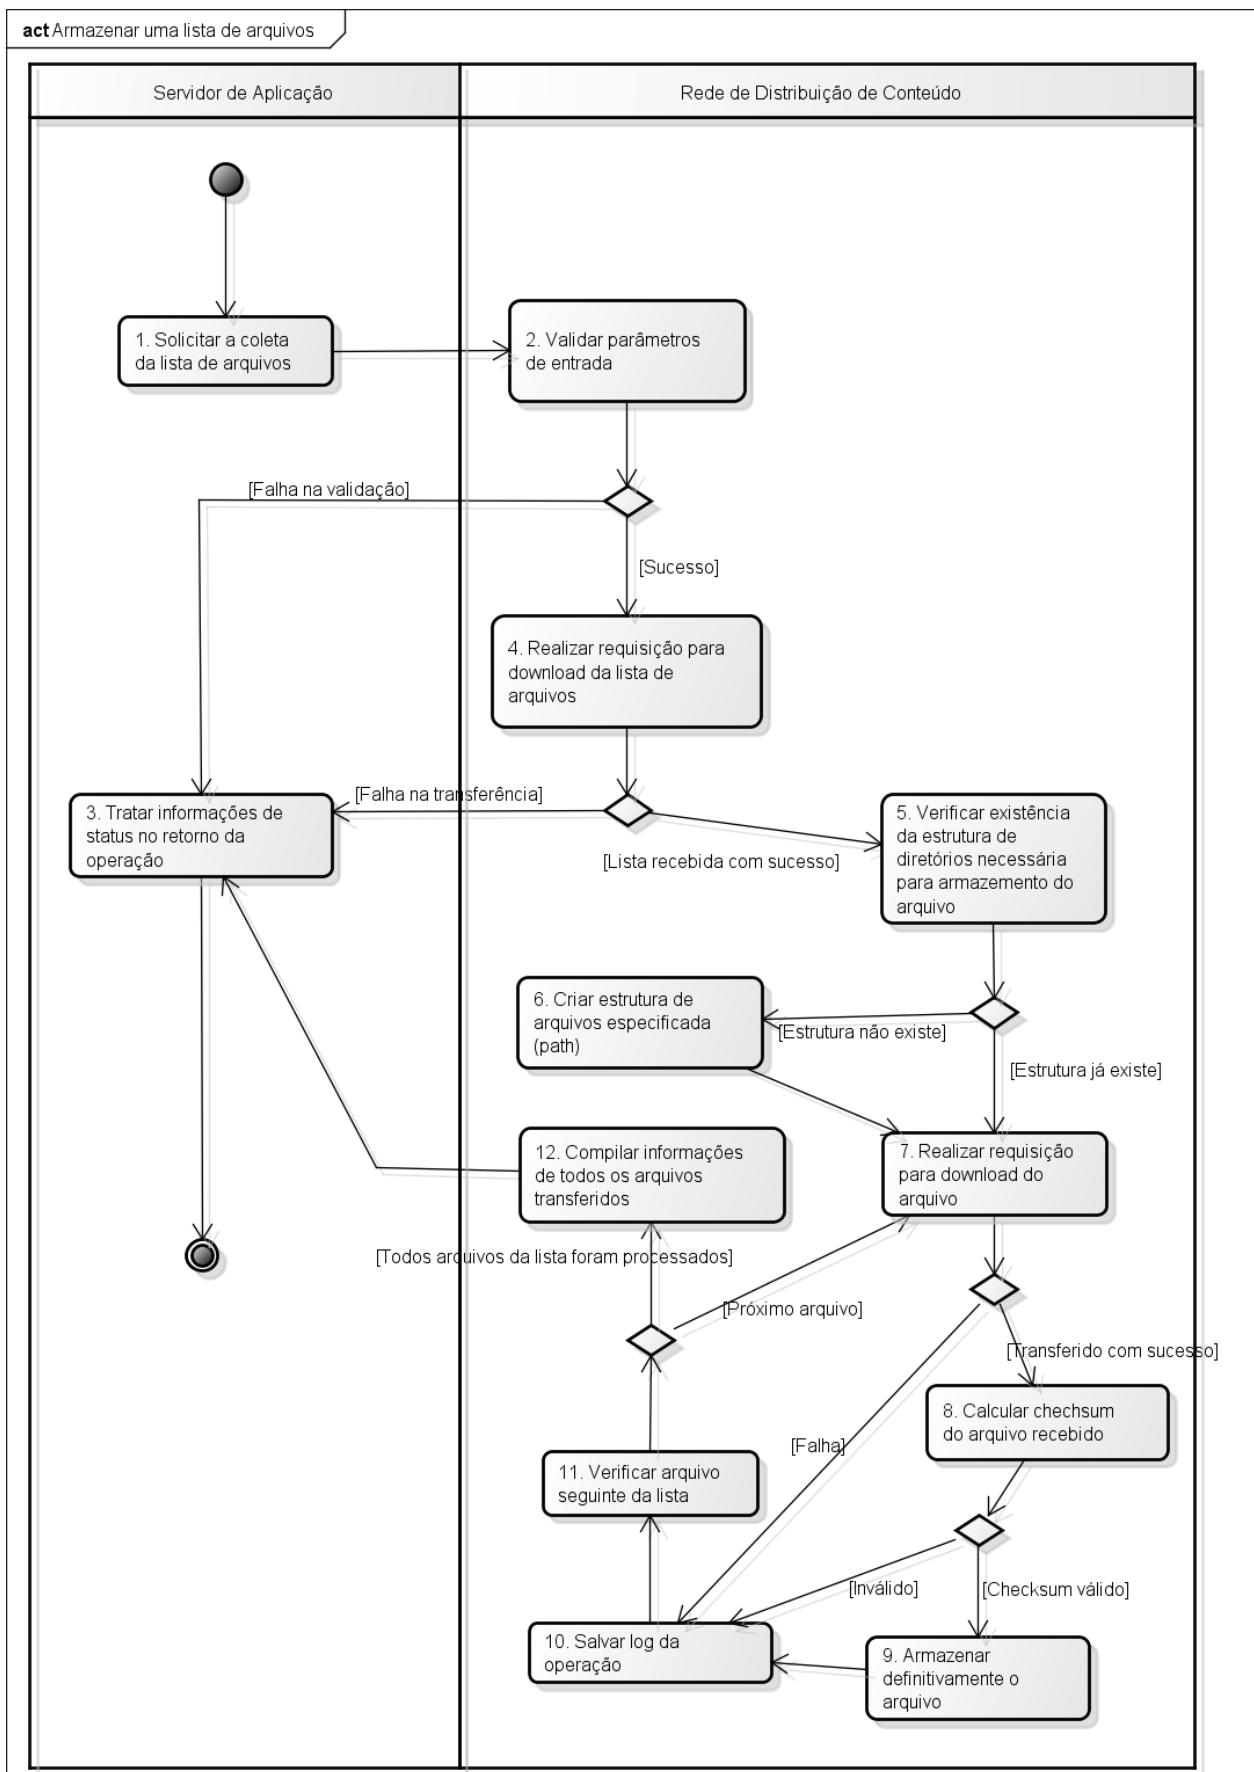 act Armazenar uma lista de arquivos
Servidor de Aplicação
Rede de Distribuição de Conteúdo
1. Solicitar a coleta
da lista de arquivos
2. Validar parâmetros
de entrada
[Falha na validação]
[Sucesso]
4. Realizar requisição para
download da lista de
arquivos
3. Tratar informações de
status no retorno da
operação
[Falha na transferência]
[Lista recebida com sucesso]
5. Verificar existência
da estrutura de
diretórios necessária
para armazemento do
arquivo
6. Criar estrutura de
arquivos especificada
(path)
[Estrutura não existe]
[Estrutura já existe]
12. Compilar informações
de todos os arquivos
transferidos
7. Realizar requisição
para download do
arquivo
[Todos arquivos da lista foram processados]
[Próximo arquivo]
[Transferido com sucesso]
8. Calcular chechsum
do arquivo recebido
[Falha]
11. Verificar arquivo
seguinte da lista
[Inválido]
[Checksum válido]
10. Salvar log da
operação
9. Armazenar
definitivamente o
arquivo